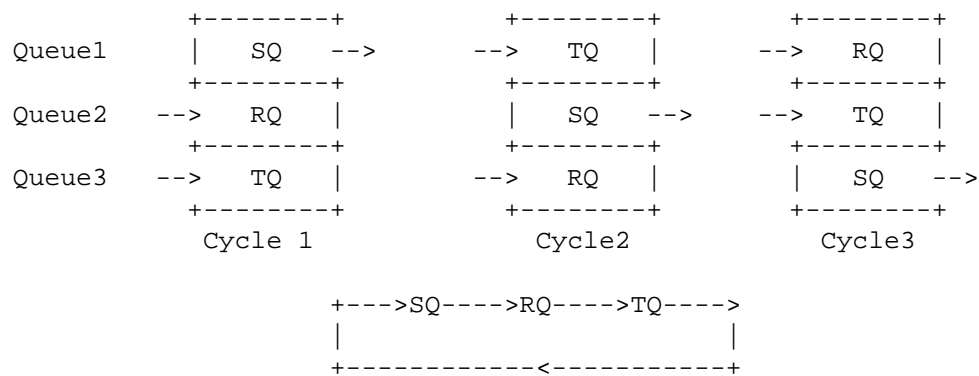 +--------+ +--------+ +--------+
Queue1 | SQ --> --> TQ | --> RQ |
+--------+ +--------+ +--------+
Queue2 --> RQ | | SQ --> --> TQ |
+--------+ +--------+ +--------+
Queue3 --> TQ | --> RQ | | SQ -->
+--------+ +--------+ +--------+
Cycle 1 Cycle2 Cycle3
+--->SQ---->RQ---->TQ---->
| |
+------------<-----------+